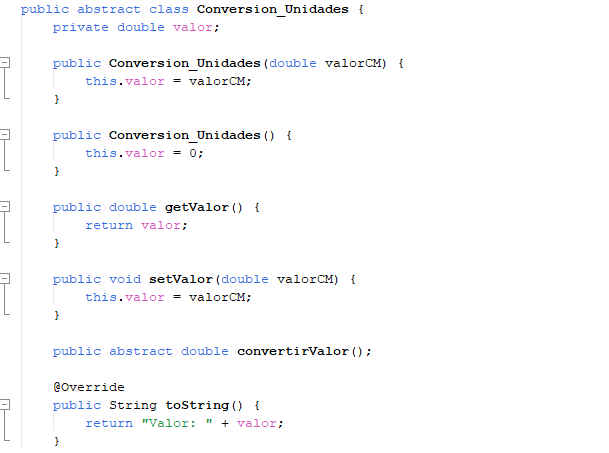 public abstract class Conversion_Unidades {
private double valor;
public Conversion_Unidades(double valorCM) {
this.valor = valorCM;
}
public Conversion_Unidades() {
this.valor = 0;
}
public double getValor() {
return valor;
}
public void setValor(double valorCM) {
this.valor = valorCM;
}
public abstract double convertirValor();
@Override
public String toString() {
return "Valor: " + valor;
}